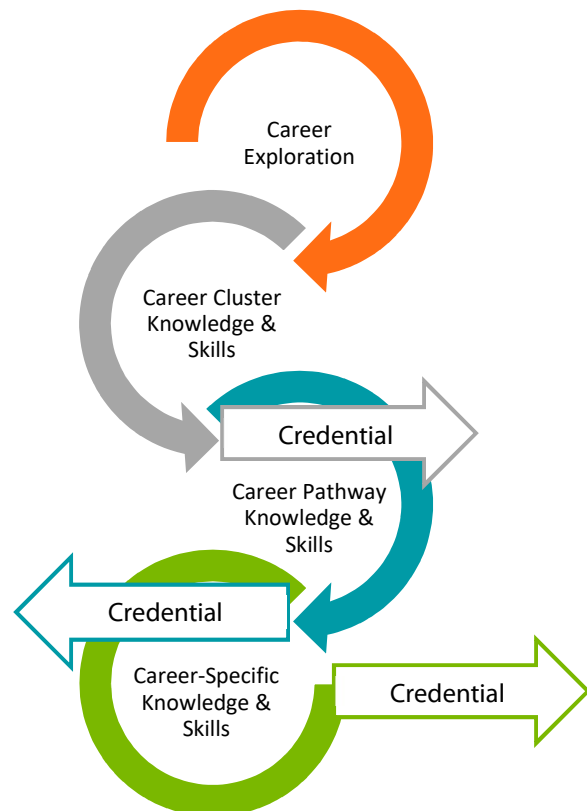 Career
Exploration
Career Cluster
Knowledge &
Skills
Credential
Career Pathway
Knowledge &
Skills
Credential
Career-Specific
Knowledge &
Skills
Credential